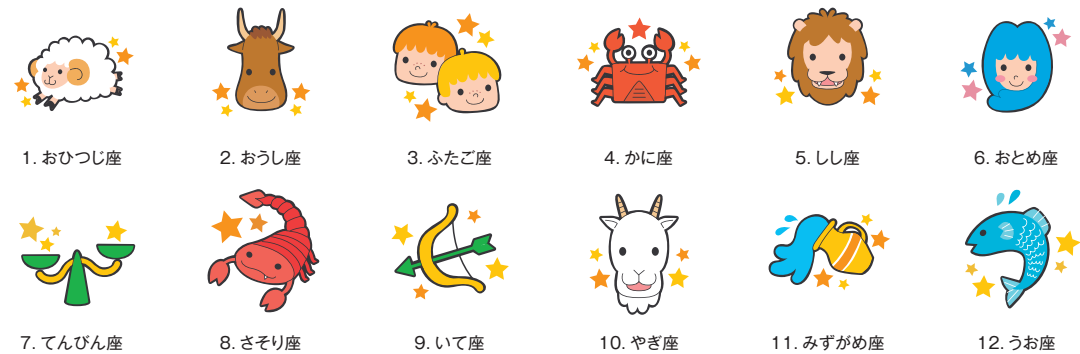 1. おひつじ座
2. おうし座
3. ふたご座
4. かに座
5. しし座
6. おとめ座
7. てんびん座
8. さそり座
9. いて座
10. やぎ座
11. みずがめ座
12. うお座